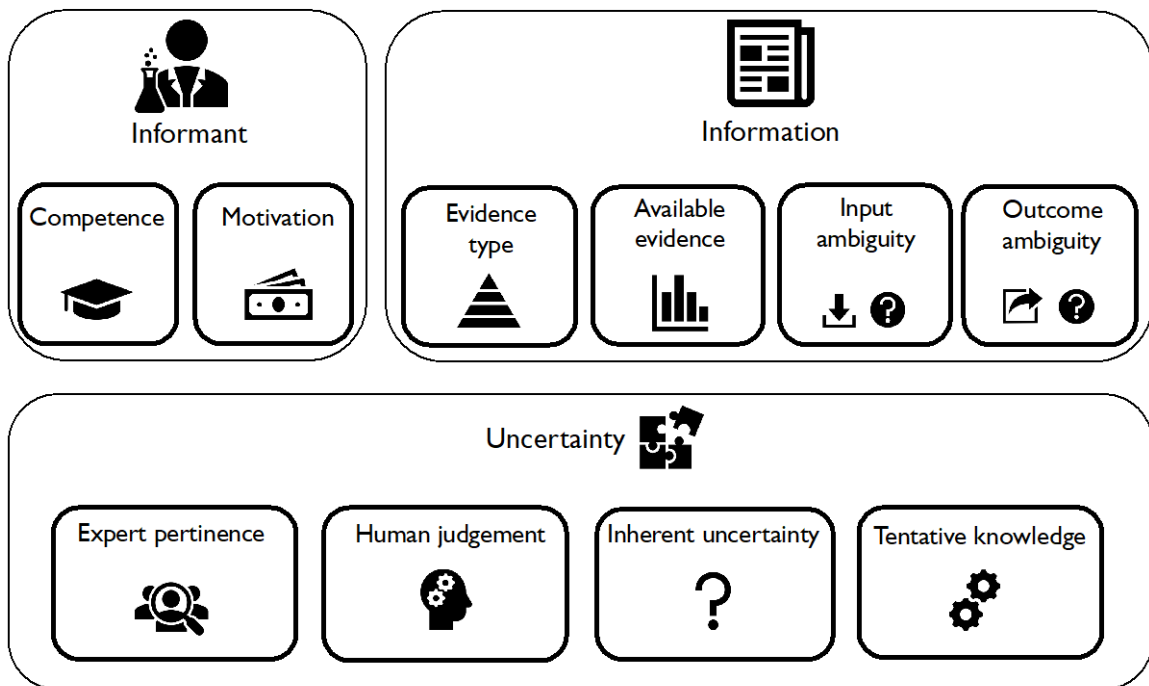 Informant
Competence
Motivation
Information
Evidence
type
Available
evidence
Input
ambiguity
Outcome
ambiguity
Uncertainty
Expert pertinence
Human judgement
Inherent uncertainty
Tentative knowledge